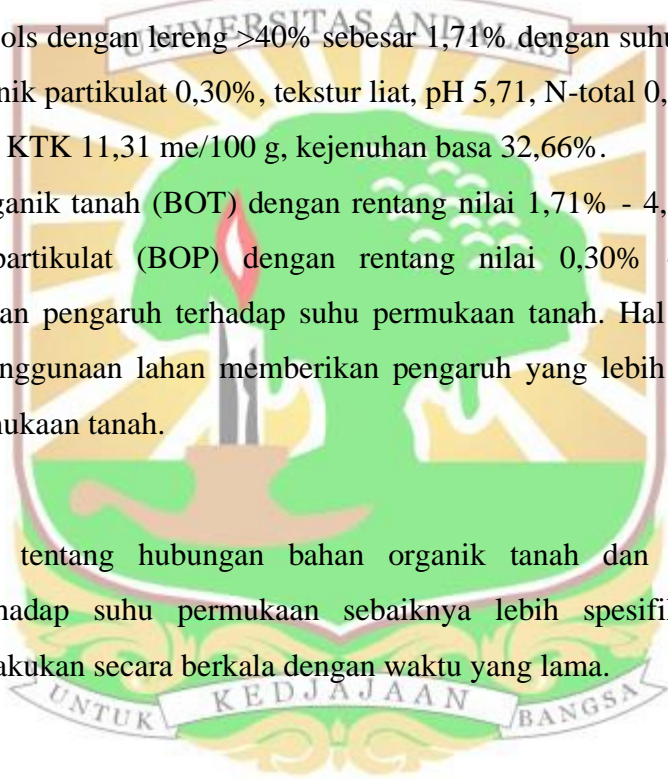 UNIVERSITAS ANDALAS
ols dengan lereng >40% sebesar 1,71% dengan suhu
nik partikulat 0,30%, tekstur liat, pH 5,71, N-total 0,
KTK 11,31 me/100 g, kejenuhan basa 32,66%.
ganik tanah (BOT) dengan rentang nilai 1,71% - 4,
partikulat (BOP) dengan rentang nilai 0,30%
an pengaruh terhadap suhu permukaan tanah. Hal
enggunaan lahan memberikan pengaruh yang lebih
ukaan tanah.
tentang hubungan bahan organik tanah dan
hadap suhu permukaan sebaiknya lebih spesifik
akukan secara berkala dengan waktu yang lama.
UNTUK KEDJAJAAN BANGSA